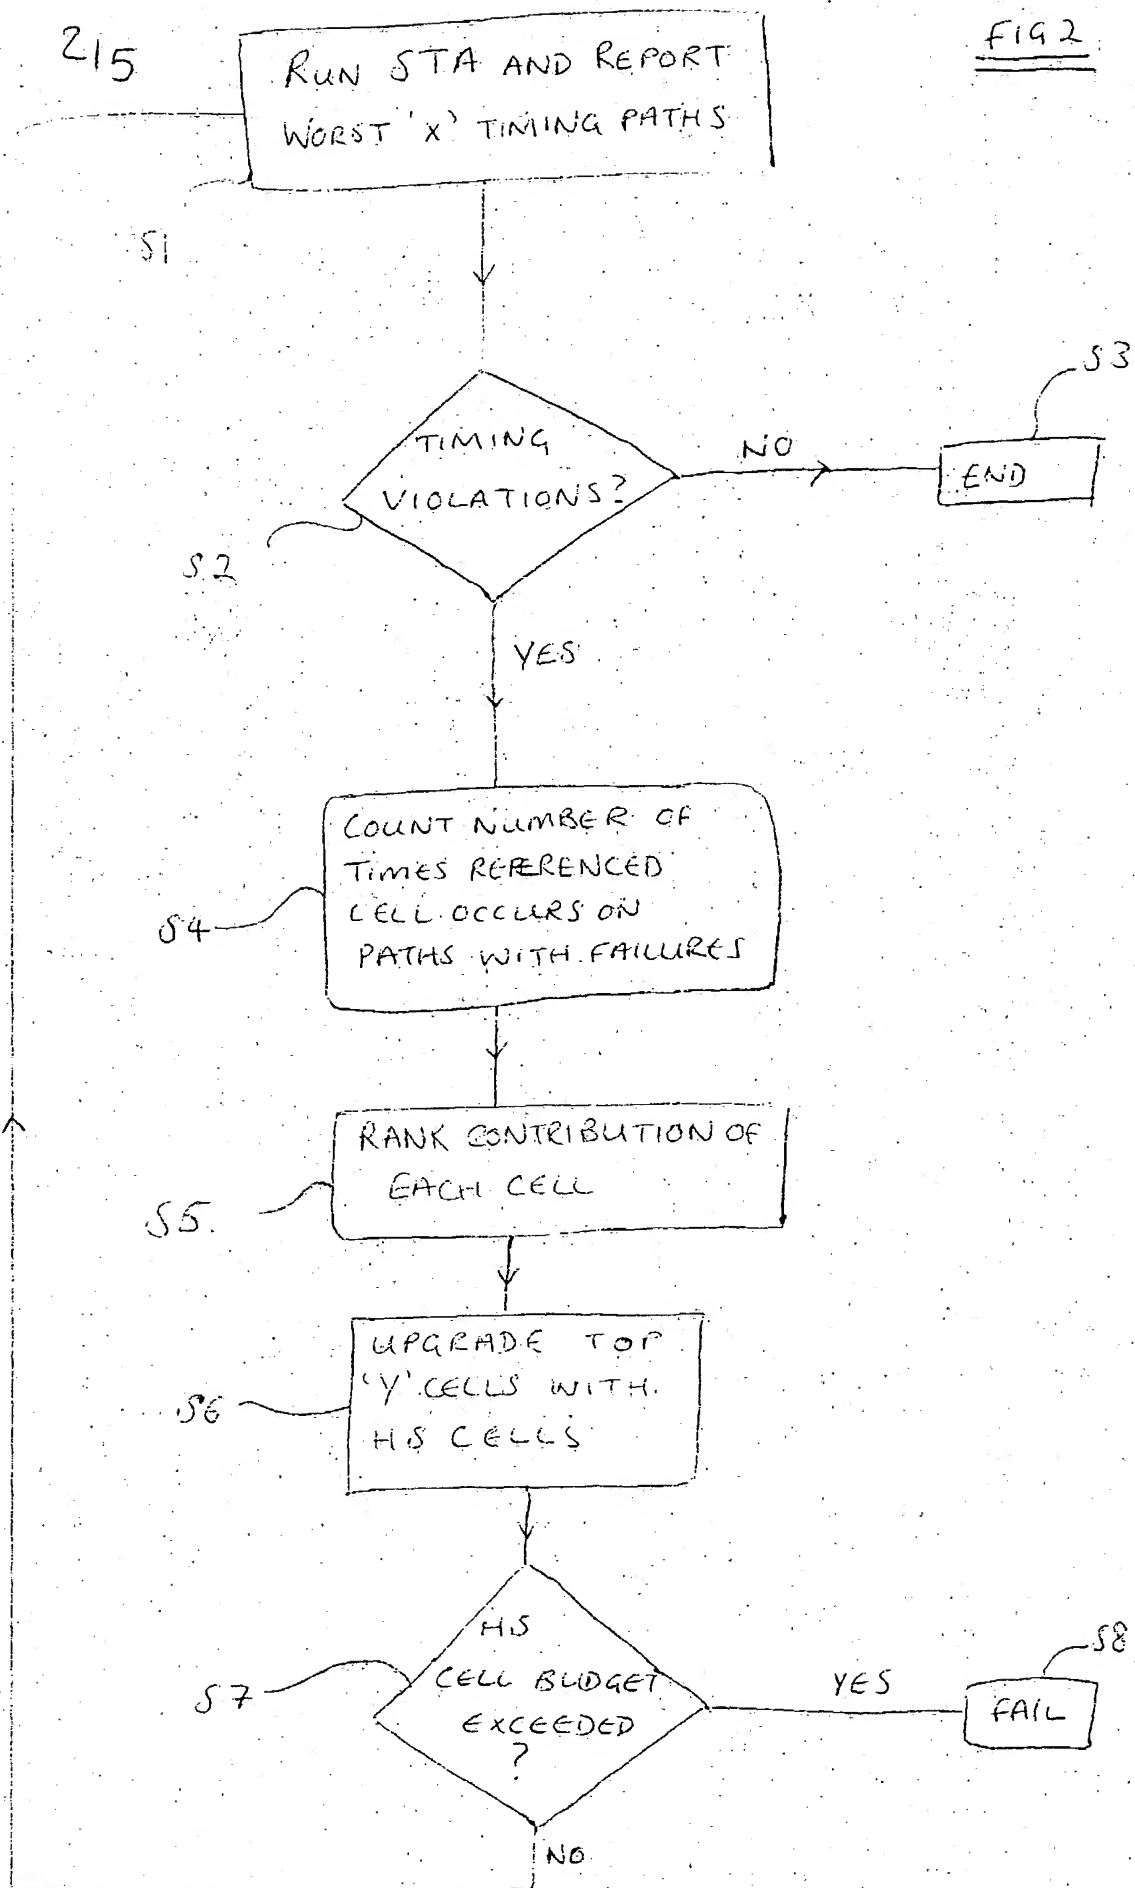 2/5
FIG 2
RUN STA AND REPORT
WORST 'X' TIMING PATHS
S1
TIMING
VIOLATIONS?
NO
S3
END
S2
YES
COUNT NUMBER OF
TIMES REFERENCED
CELL OCCURS ON
PATHS WITH FAILURES
S4
RANK CONTRIBUTION OF
EACH CELL
S5
UPGRADE TOP
'Y' CELLS WITH
HS CELLS
S6
HS
CELL BUDGET
EXCEEDED
?
S7
YES
S8
FAIL
NO